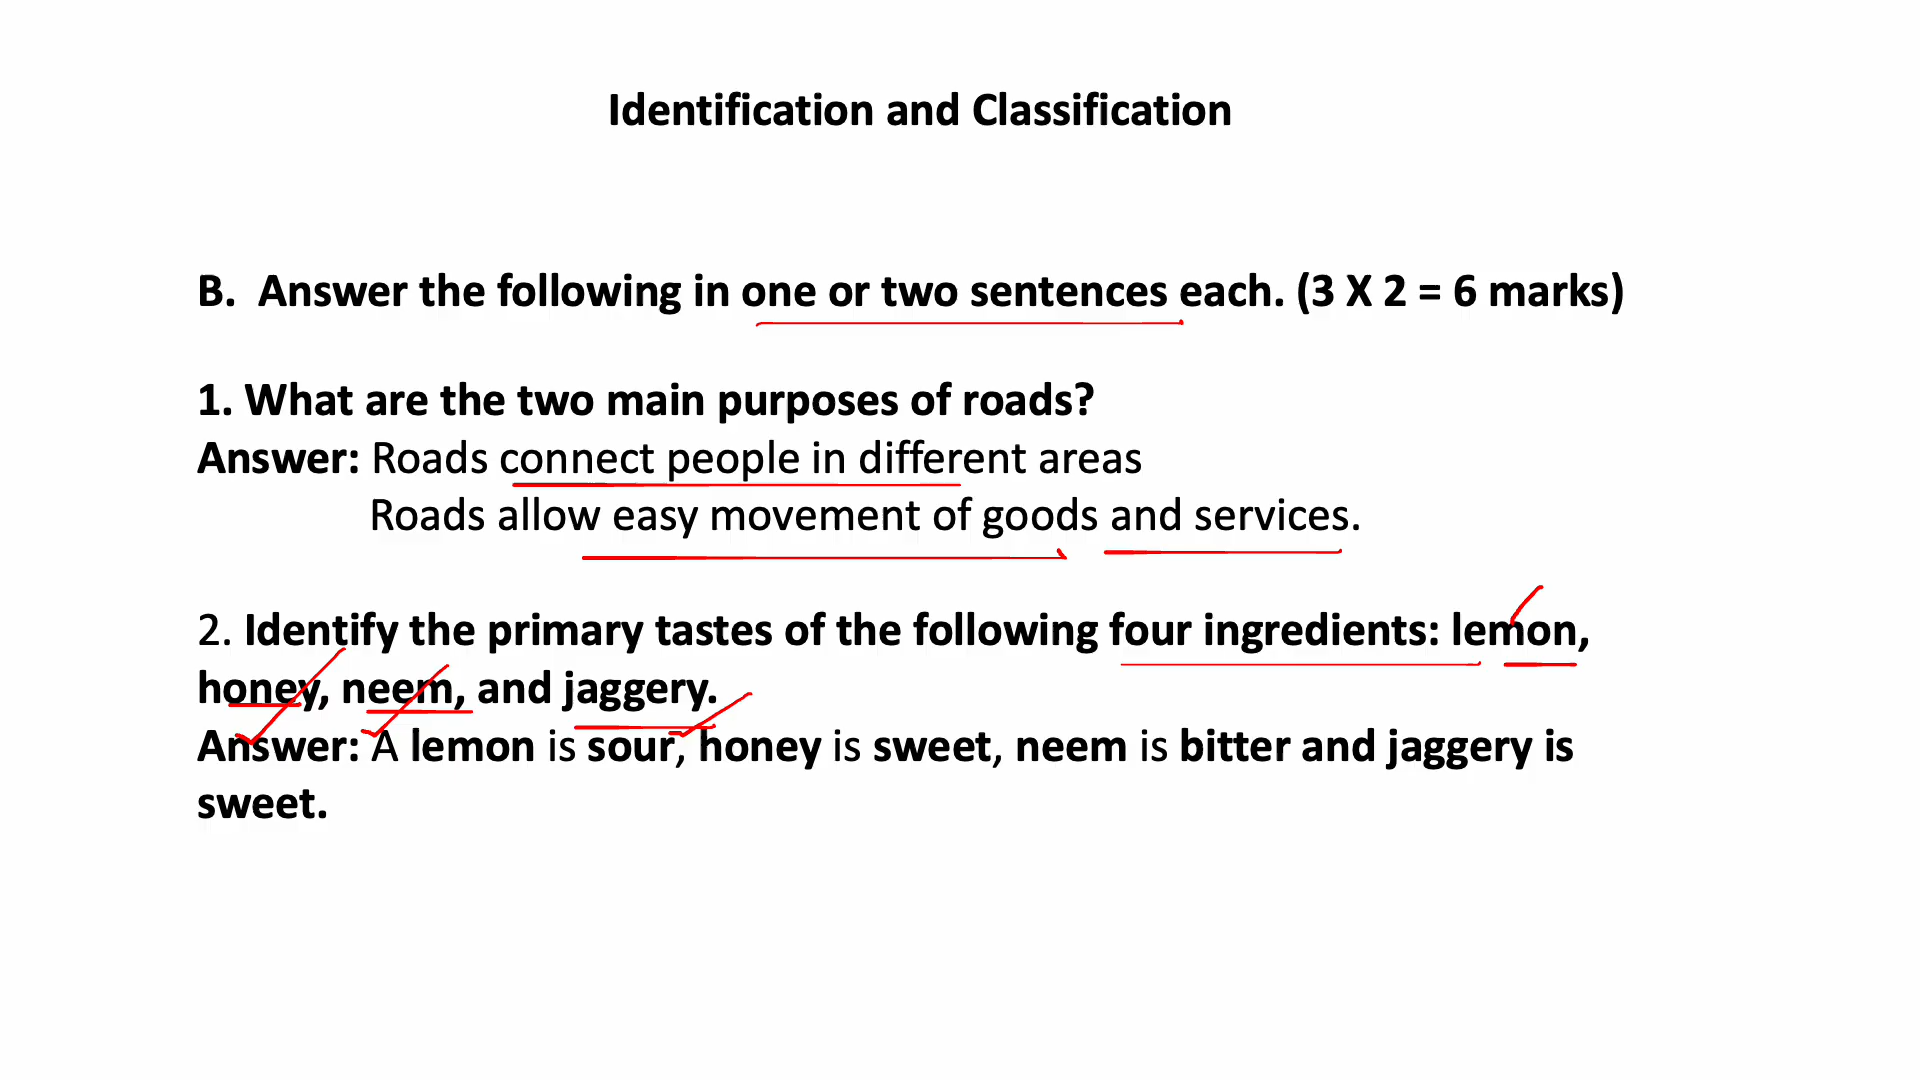 Identification and Classification
B. Answer the following in one or two sentences each. (3 X 2 = 6 marks)
1. What are the two main purposes of roads?
Answer: Roads connect people in different areas
Roads allow easy movement of goods and services.
2. Identify the primary tastes of the following four ingredients: lemon,
honey, neem, and jaggery.
Answer: A lemon is sour, honey is sweet, neem is bitter and jaggery is
sweet.